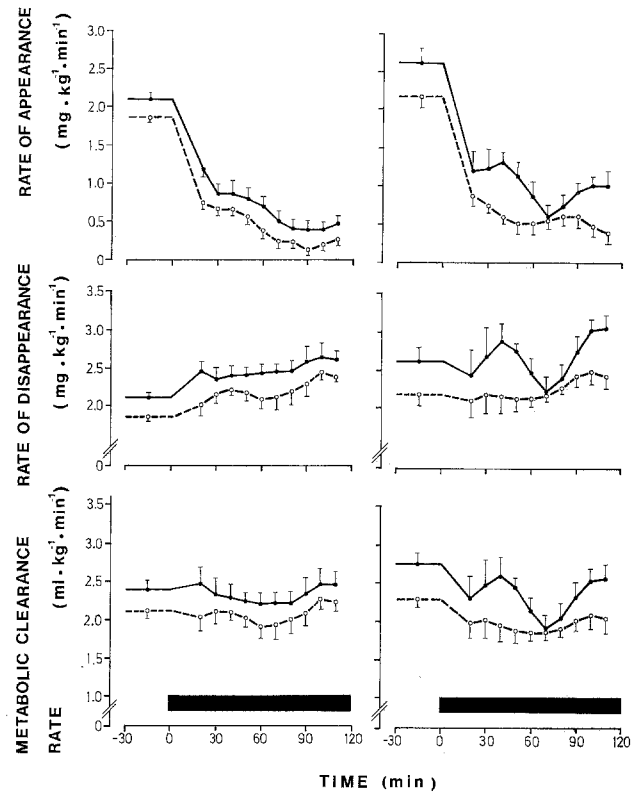 RATE OF APPEARANCE
(mg · kg⁻¹ · min⁻¹)
3.0
2.5
2.0
1.5
1.0
0.5
0
RATE OF DISAPPEARANCE
(mg · kg⁻¹ · min⁻¹)
3.5
3.0
2.5
2.0
0
METABOLIC CLEARANCE
RATE
(ml · kg⁻¹ · min⁻¹)
3.5
3.0
2.5
2.0
1.5
1.0
0
-30 0 30 60 90 120
-30 0 30 60 90 120
TIME (min)